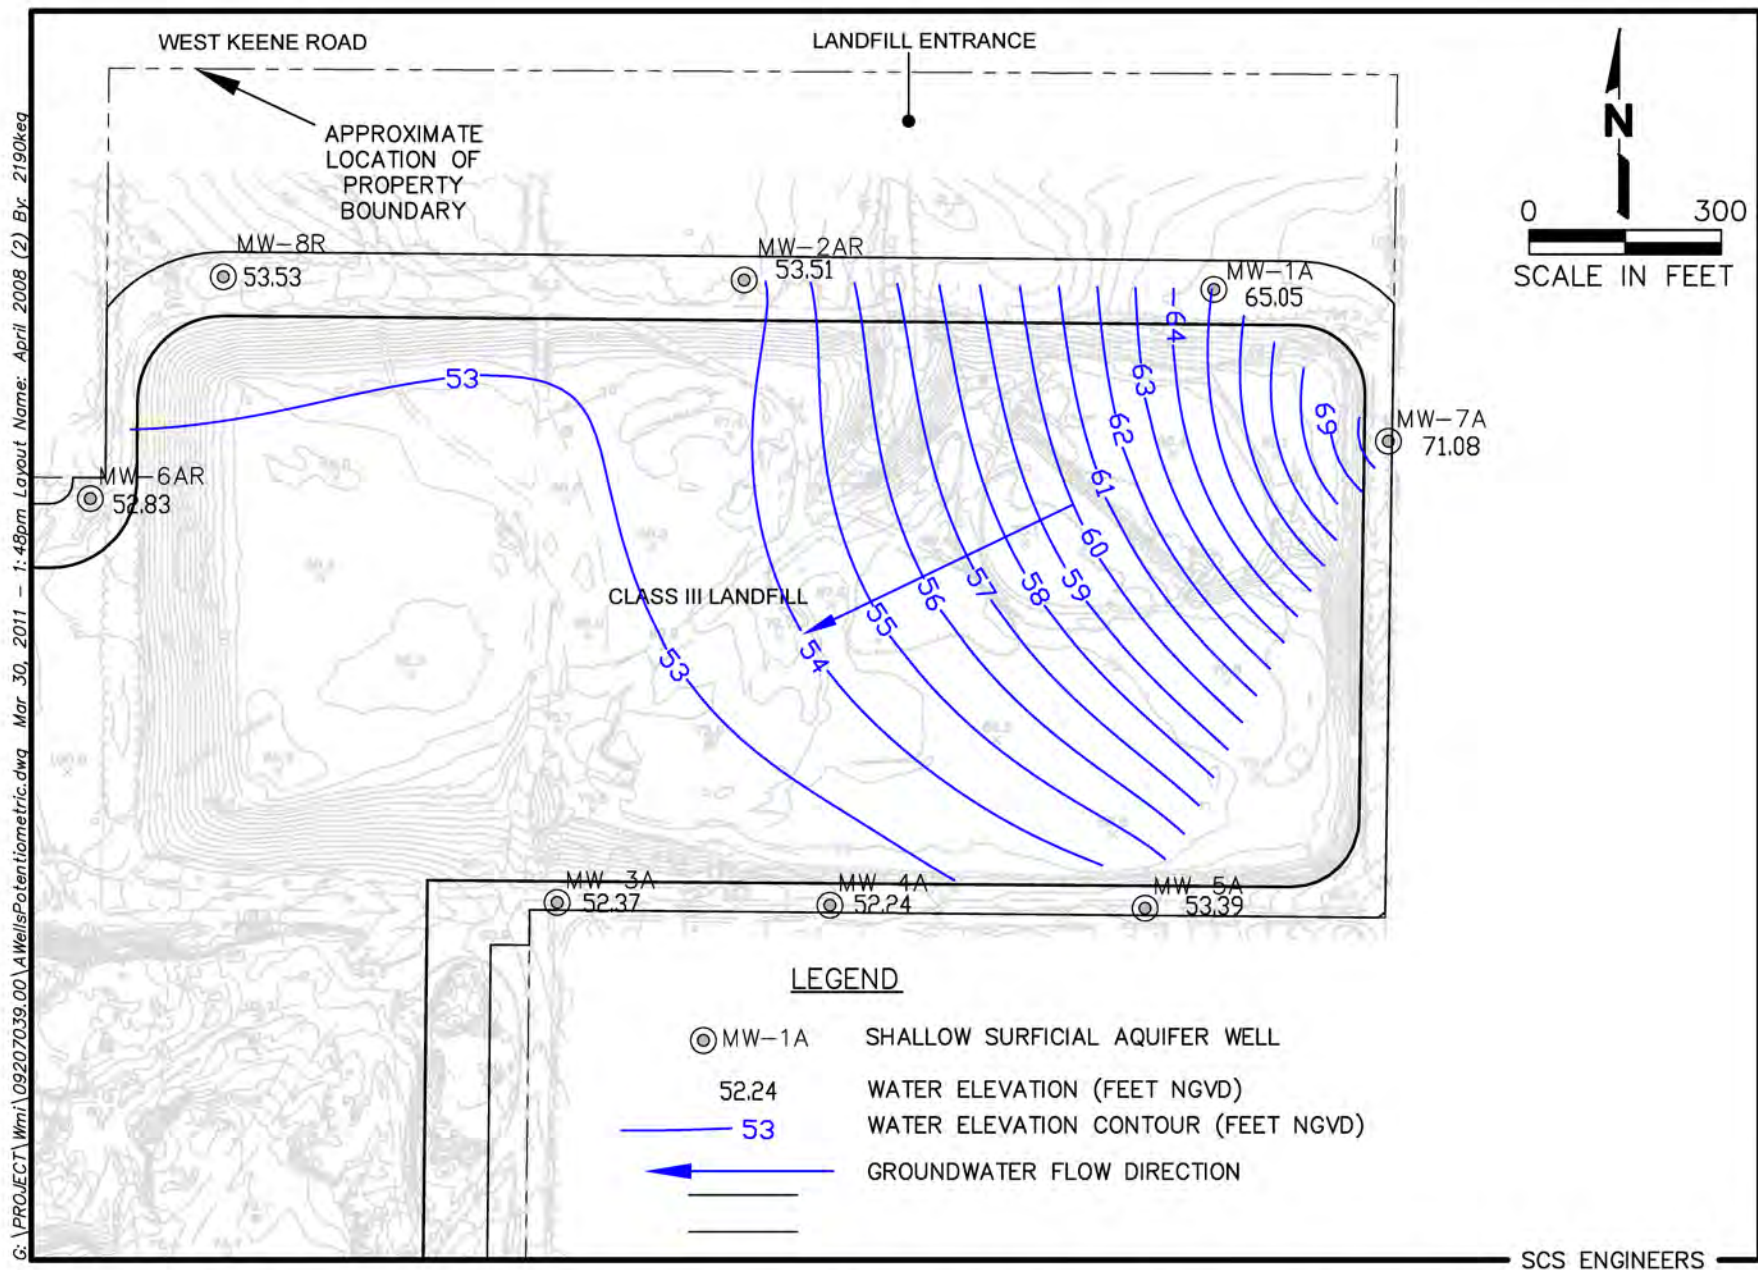 WEST KEENE ROAD
LANDFILL ENTRANCE
APPROXIMATE
LOCATION OF
PROPERTY
BOUNDARY
N
0 300
SCALE IN FEET
MW-8R
53.53
MW-2AR
53.51
MW-1A
65.05
MW-7A
71.08
MW-6AR
52.83
53
64
63
62
69
61
60
59
58
57
56
55
54
53
CLASS III LANDFILL
MW-3A
52.37
MW-4A
52.24
MW-5A
53.39
LEGEND
MW-1A SHALLOW SURFICIAL AQUIFER WELL
52.24 WATER ELEVATION (FEET NGVD)
53 WATER ELEVATION CONTOUR (FEET NGVD)
GROUNDWATER FLOW DIRECTION
SCS ENGINEERS
G:\PROJECT\Wmi\09207039.00\AWellsPotentiometric.dwg Mar 30, 2011 - 1:48pm Layout Name: April 2008 (2) By: 2190keg